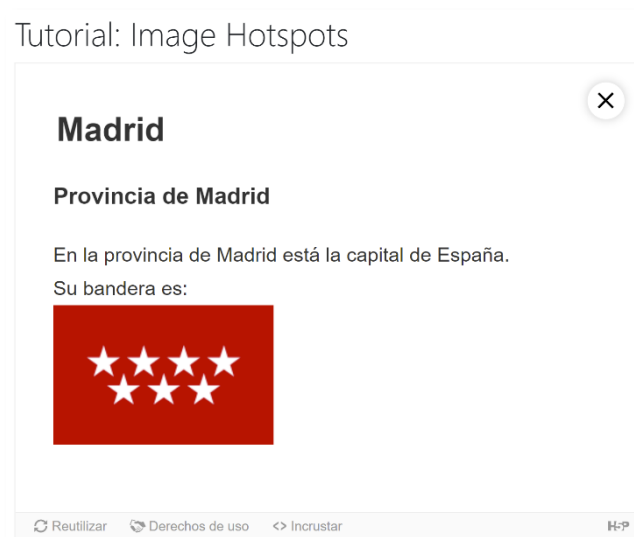 Tutorial: Image Hotspots
Madrid
Provincia de Madrid
En la provincia de Madrid está la capital de España.
Su bandera es:
Reutilizar Derechos de uso <> Incrustar H-P